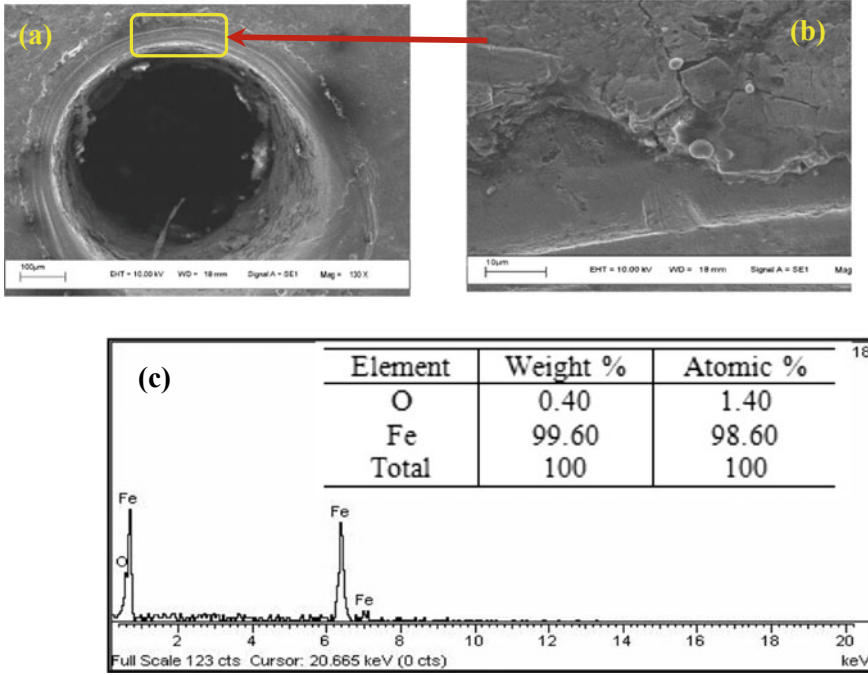 (a)
100µm EHT = 10.00 kV WD = 18 mm Signal A = SE1 Mag = 130 X
(b)
10µm EHT = 10.00 kV WD = 18 mm Signal A = SE1 Mag
(c)
18
Element Weight % Atomic %
O 0.40 1.40
Fe 99.60 98.60
Total 100 100
Fe
O
Fe
Fe
2 4 6 8 10 12 14 16 18 20
Full Scale 123 cts Cursor: 20.665 keV (0 cts) keV